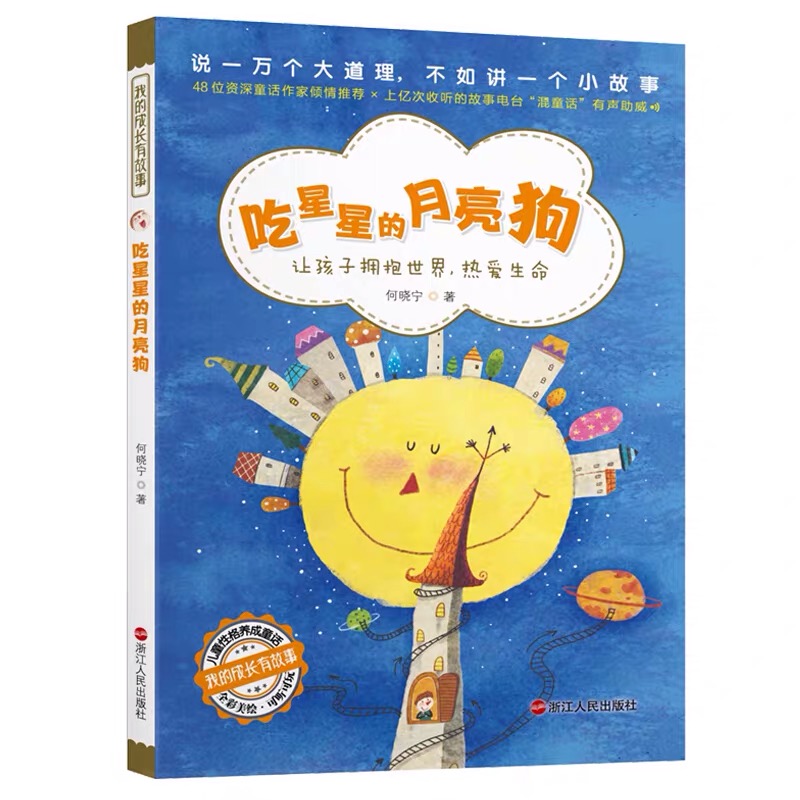 说一万个大道理，不如讲一个小故事
48位资深童话作家倾情推荐 × 上亿次收听的故事电台“混童话”有声助威
吃星星的月亮狗
让孩子拥抱世界，热爱生命
何晓宁 ◎ 著
儿童性格养成童话
我的成长有故事
全彩美绘·可听可玩
浙江人民出版社
我的成长有故事
吃星星的月亮狗
何晓宁 ◎ 著
浙江人民出版社